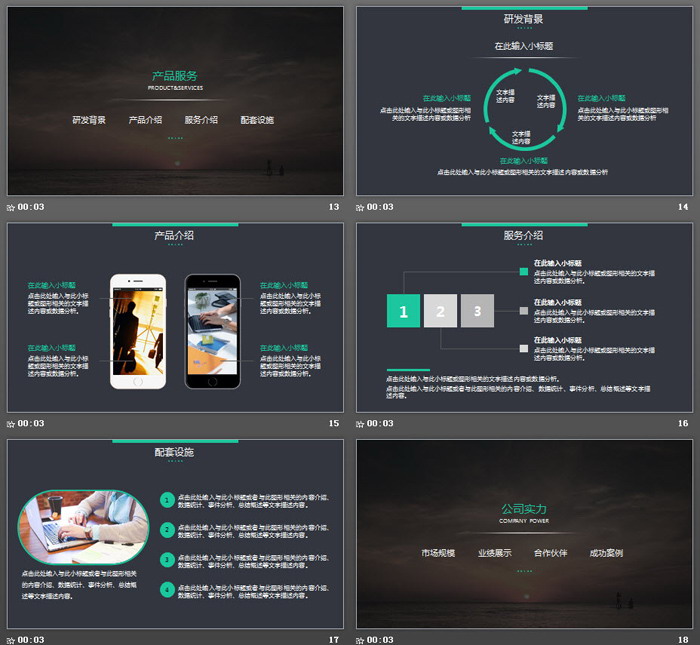 产品服务
PRODUCT&SERVICES
研发背景 产品介绍 服务介绍 配套设施
00:03 13
研发背景
在此输入小标题
文字描
述内容
文字描
述内容
文字描
述内容
在此输入小标题
点击此处输入与此小标题或图形相
关的文字描述内容或数据分析
在此输入小标题
点击此处输入与此小标题或图形相
关的文字描述内容或数据分析
在此输入小标题
点击此处输入与此小标题或图形相关的文字描述内容或数据分析
00:03 14
产品介绍
在此输入小标题
点击此处输入与此小标
题或图形相关的文字描
述内容或数据分析。
在此输入小标题
点击此处输入与此小标
题或图形相关的文字描
述内容或数据分析。
在此输入小标题
点击此处输入与此小标
题或图形相关的文字描
述内容或数据分析。
在此输入小标题
点击此处输入与此小标
题或图形相关的文字描
述内容或数据分析。
00:03 15
服务介绍
1 2 3
在此输入小标题
点击此处输入与此小标题或图形相关的文字描
述内容或数据分析。
在此输入小标题
点击此处输入与此小标题或图形相关的文字描
述内容或数据分析。
在此输入小标题
点击此处输入与此小标题或图形相关的文字描
述内容或数据分析。
点击此处输入与此小标题或图形相关的文字描述内容或数据分析。
点击此处输入与此小标题或者与此图形相关的内容介绍、数据统计、事件分析、总结概述等文字描
述内容。
00:03 16
配套设施
点击此处输入与此小标题或者与此图形相关
的内容介绍、数据统计、事件分析、总结概
述等文字描述内容。
1 点击此处输入与此小标题或者与此图形相关的内容介绍、
数据统计、事件分析、总结概述等文字描述内容。
2 点击此处输入与此小标题或者与此图形相关的内容介绍、
数据统计、事件分析、总结概述等文字描述内容。
3 点击此处输入与此小标题或者与此图形相关的内容介绍、
数据统计、事件分析、总结概述等文字描述内容。
4 点击此处输入与此小标题或者与此图形相关的内容介绍、
数据统计、事件分析、总结概述等文字描述内容。
00:03 17
公司实力
COMPANY POWER
市场规模 业绩展示 合作伙伴 成功案例
00:03 18